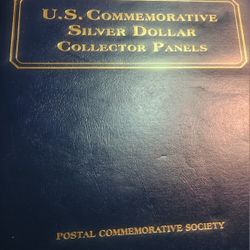 U.S. COMMEMORATIVE
SILVER DOLLAR
COLLECTOR PANELS
POSTAL COMMEMORATIVE SOCIETY